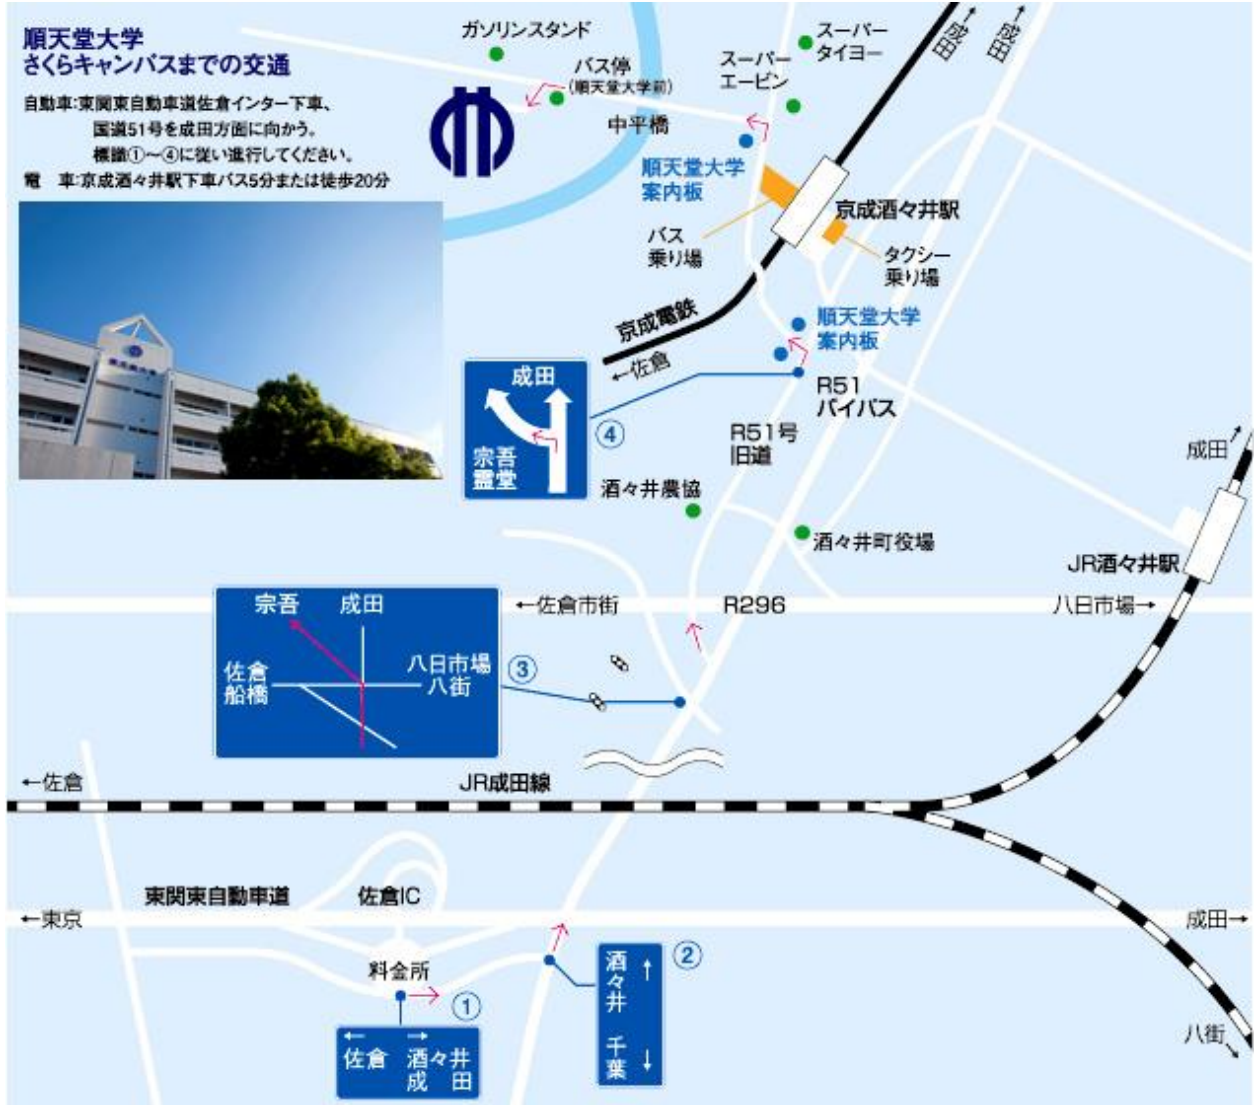 順天堂大学
さくらキャンパスまでの交通
自動車:東関東自動車道佐倉インター下車、
国道51号を成田方面に向かう。
標識①〜④に従い進行してください。
電　車:京成酒々井駅下車バス5分または徒歩20分
順天堂大学
ガソリンスタンド
バス停
(順天堂大学前)
スーパー
タイヨー
スーパー
エービン
成田
成田
中平橋
順天堂大学
案内板
バス
乗り場
京成酒々井駅
タクシー
乗り場
京成電鉄
←佐倉
順天堂大学
案内板
成田
宗吾
霊堂
④
R51
バイパス
R51号
旧道
酒々井農協
酒々井町役場
成田
JR酒々井駅
←佐倉市街
R296
八日市場→
宗吾
成田
佐倉
船橋
八日市場
八街
③
←佐倉
JR成田線
東関東自動車道
佐倉IC
←東京
成田→
料金所
①
←
→
佐倉
酒々井
成　田
②
酒々井 ↑
千葉 ↓
八街